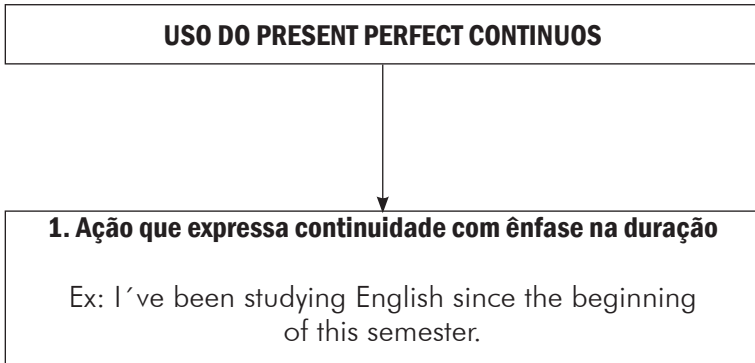 USO DO PRESENT PERFECT CONTINUOS
1. Ação que expressa continuidade com ênfase na duração
Ex: I´ve been studying English since the beginning
of this semester.